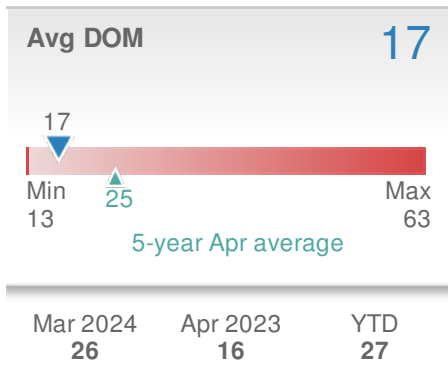 Avg DOM 17
17
Min Max
13 63
25
5-year Apr average
Mar 2024 Apr 2023 YTD
26 16 27